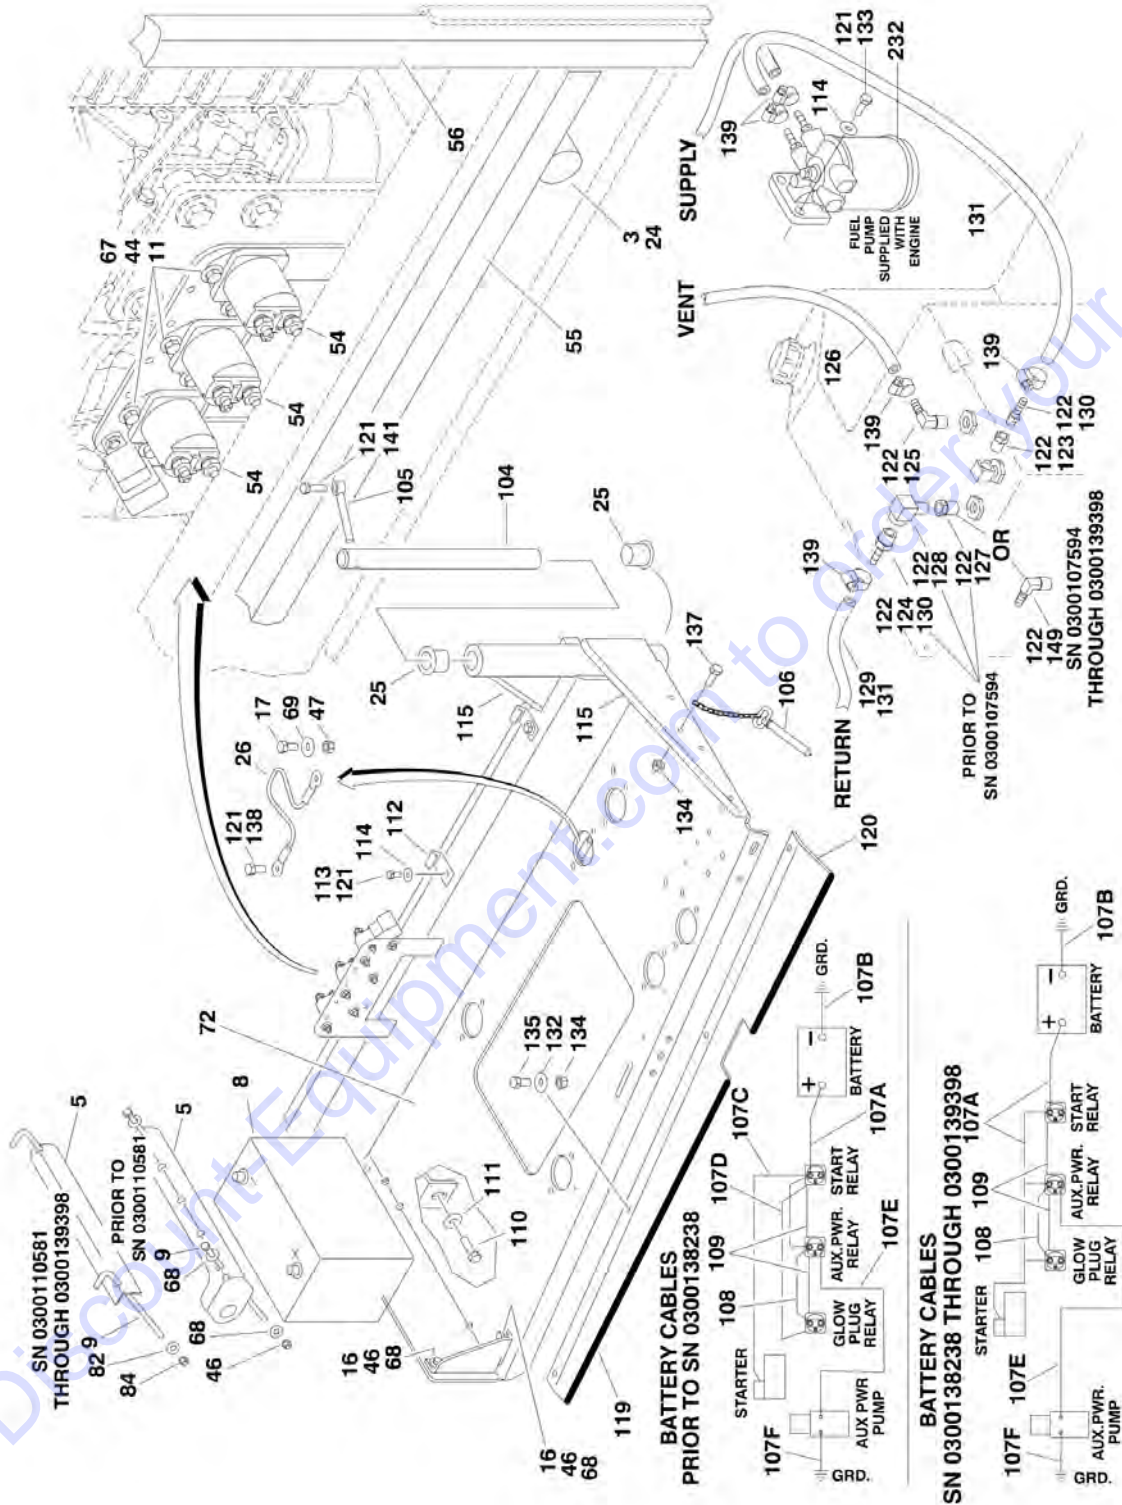 SN 0300110581
THROUGH 0300139398
5
PRIOR TO
SN 0300110581
5
9
82
84
9
68
68
46
8
72
16
46
68
16
46
68
111
110
119
135
132
134
113
121
114
112
121
138
26
17
69
47
115
25
115
134
137
106
120
25
104
105
121
141
54
54
54
67
44
11
56
55
3
24
SUPPLY
139
114
121
133
232
FUEL
PUMP
SUPPLIED
WITH
ENGINE
131
VENT
126
139
139
122
125
122
130
122
123
RETURN
139
129
131
122
124
130
122
128
122
127
OR
122
149
SN 0300107594
THROUGH 0300139398
PRIOR TO
SN 0300107594
BATTERY CABLES
PRIOR TO SN 0300138238
STARTER
107F
GRD.
AUX PWR
PUMP
108
109
107D
107C
GLOW
PLUG
RELAY
AUX.PWR.
RELAY
START
RELAY
107E
107A
+
−
BATTERY
GRD.
107B
BATTERY CABLES
SN 0300138238 THROUGH 0300139398
STARTER
107F
GRD.
AUX.PWR.
PUMP
107E
108
109
107A
GLOW
PLUG
RELAY
AUX.PWR.
RELAY
START
RELAY
+
−
BATTERY
GRD.
107B
Discount-Equipment.com to order your